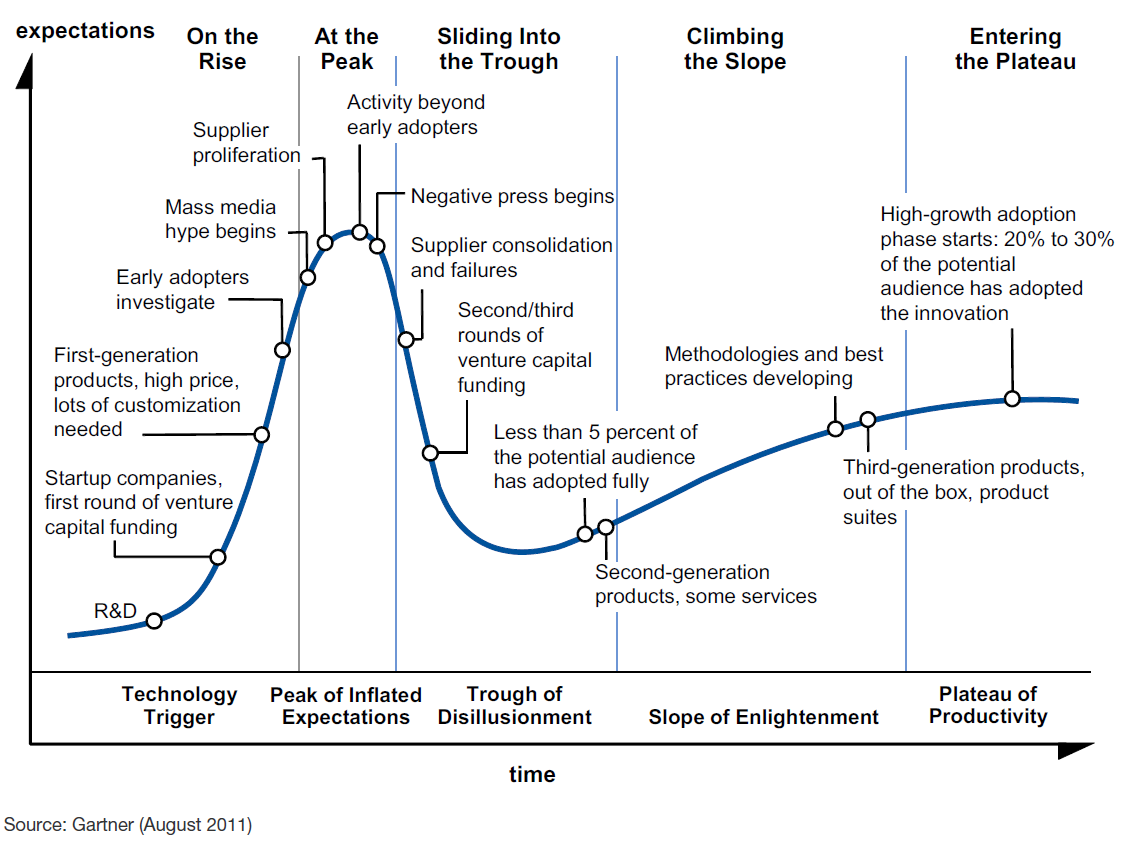 expectations
On the
Rise
At the
Peak
Sliding Into
the Trough
Climbing
the Slope
Entering
the Plateau
Activity beyond
early adopters
Supplier
proliferation
Negative press begins
Mass media
hype begins
Supplier consolidation
and failures
Early adopters
investigate
Second/third
rounds of
venture capital
funding
High-growth adoption
phase starts: 20% to 30%
of the potential
audience has adopted
the innovation
First-generation
products, high price,
lots of customization
needed
Methodologies and best
practices developing
Less than 5 percent of
the potential audience
has adopted fully
Startup companies,
first round of venture
capital funding
Third-generation products,
out of the box, product
suites
Second-generation
products, some services
R&D
Technology
Trigger
Peak of Inflated
Expectations
Trough of
Disillusionment
Slope of Enlightenment
Plateau of
Productivity
time
Source: Gartner (August 2011)